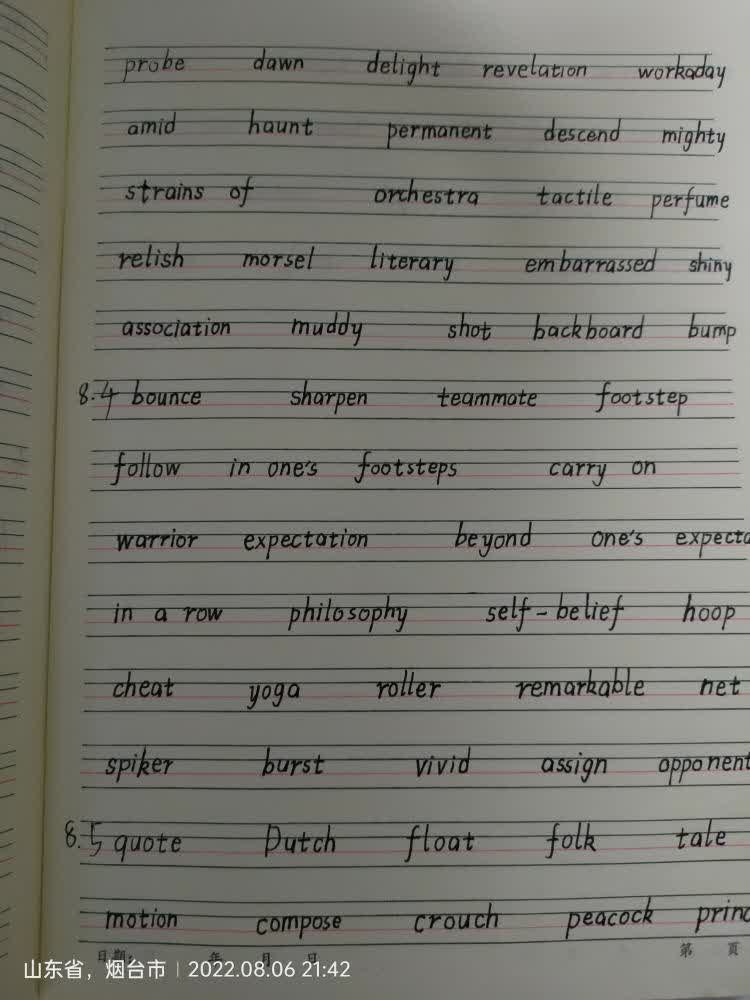 probe dawn delight revelation workaday
amid haunt permanent descend mighty
strains of orchestra tactile perfume
relish morsel literary embarrassed shiny
association muddy shot backboard bump
8.4 bounce sharpen teammate footstep
follow in one's footsteps carry on
warrior expectation beyond one's expecta
in a row philosophy self-belief hoop
cheat yoga roller remarkable net
spiker burst vivid assign opponent
8.5 quote Dutch float folk tale
motion compose crouch peacock princ
日期: 年 月 日 第 页
山东省，烟台市 | 2022.08.06 21:42